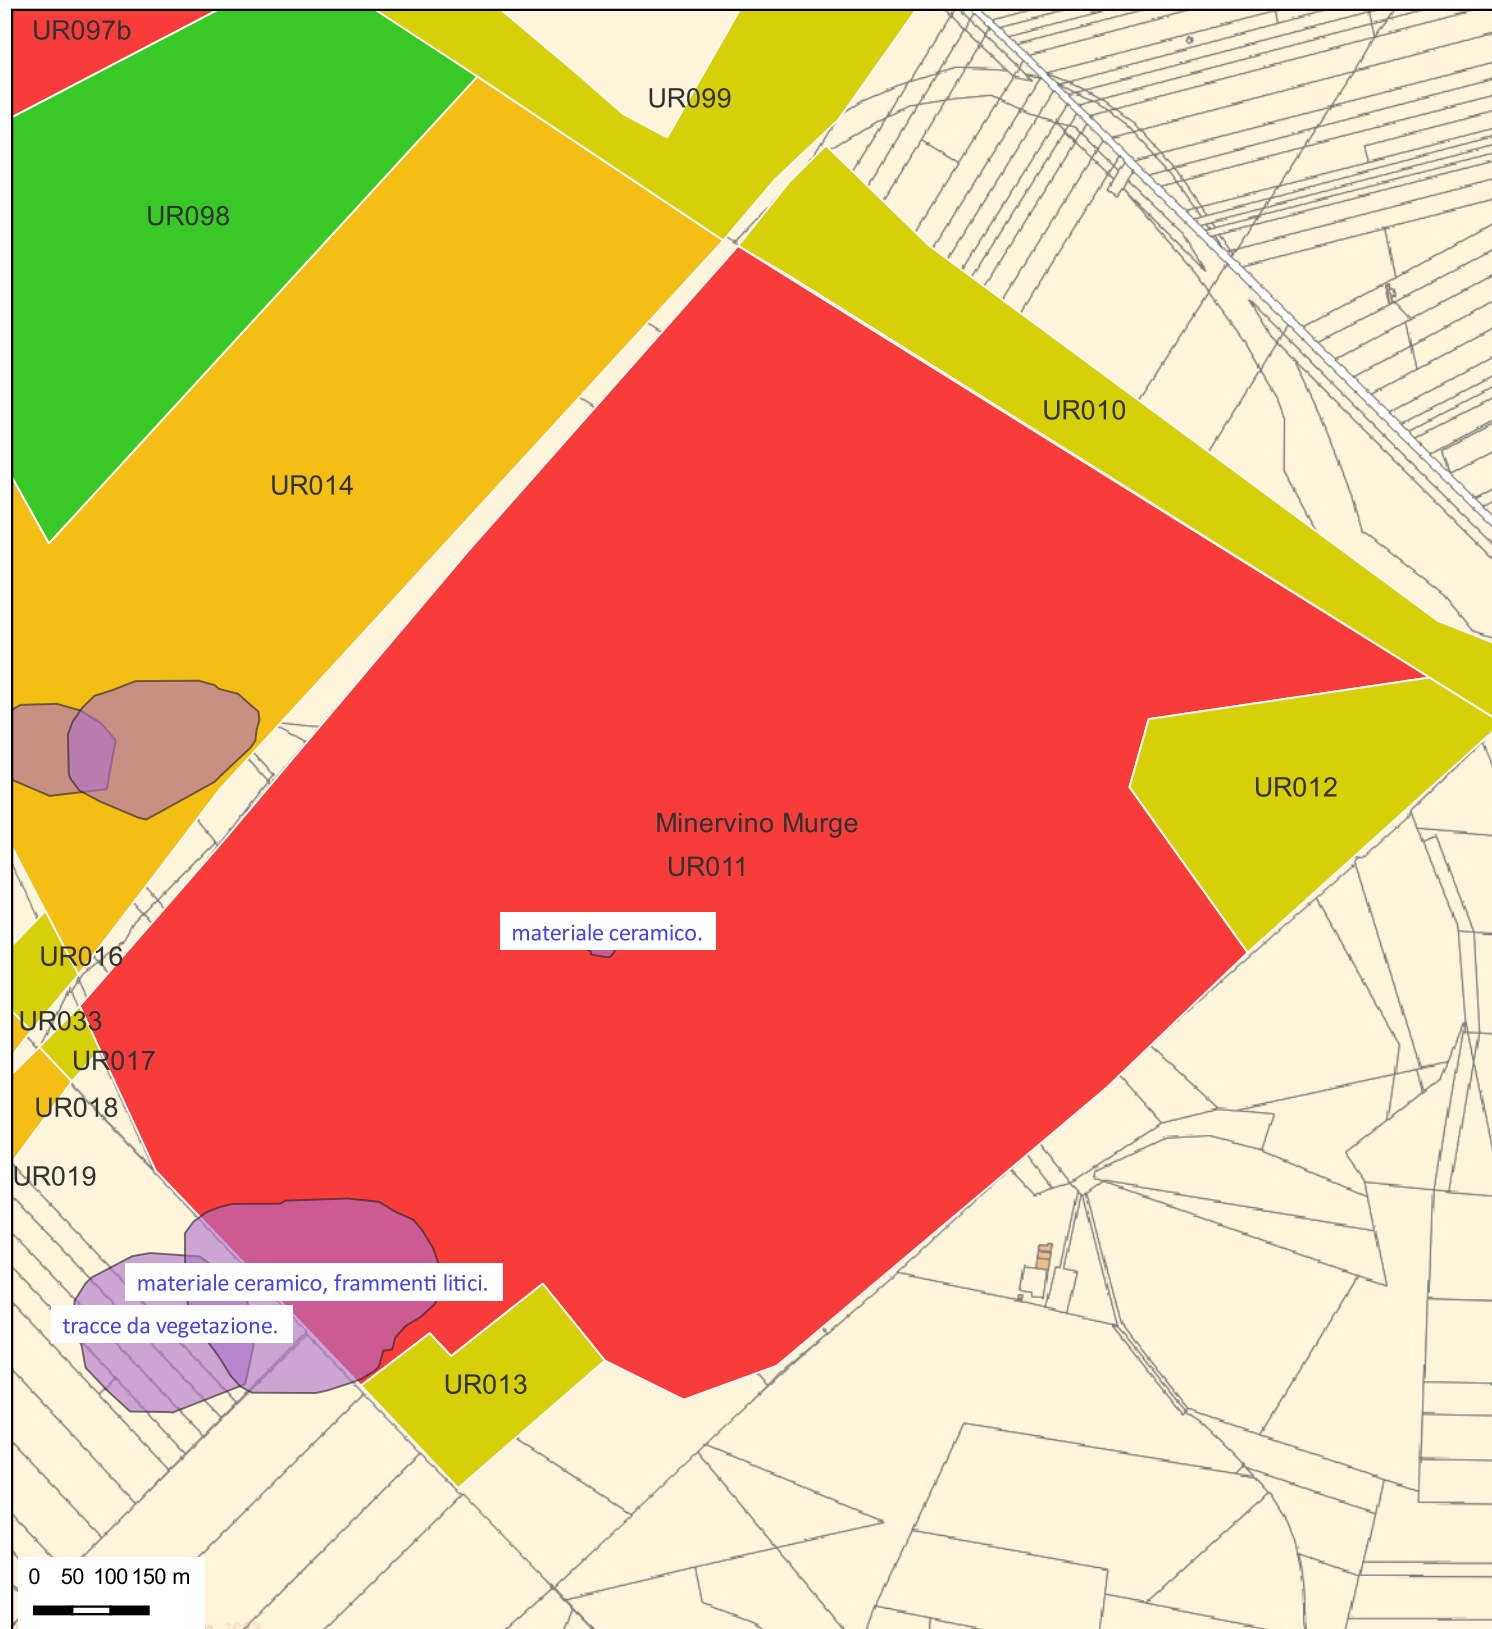 UR097b
UR099
UR098
UR010
UR014
UR012
Minervino Murge
UR011
materiale ceramico.
UR016
UR033
UR017
UR018
UR019
materiale ceramico, frammenti litici.
tracce da vegetazione.
UR013
0 50 100 150 m